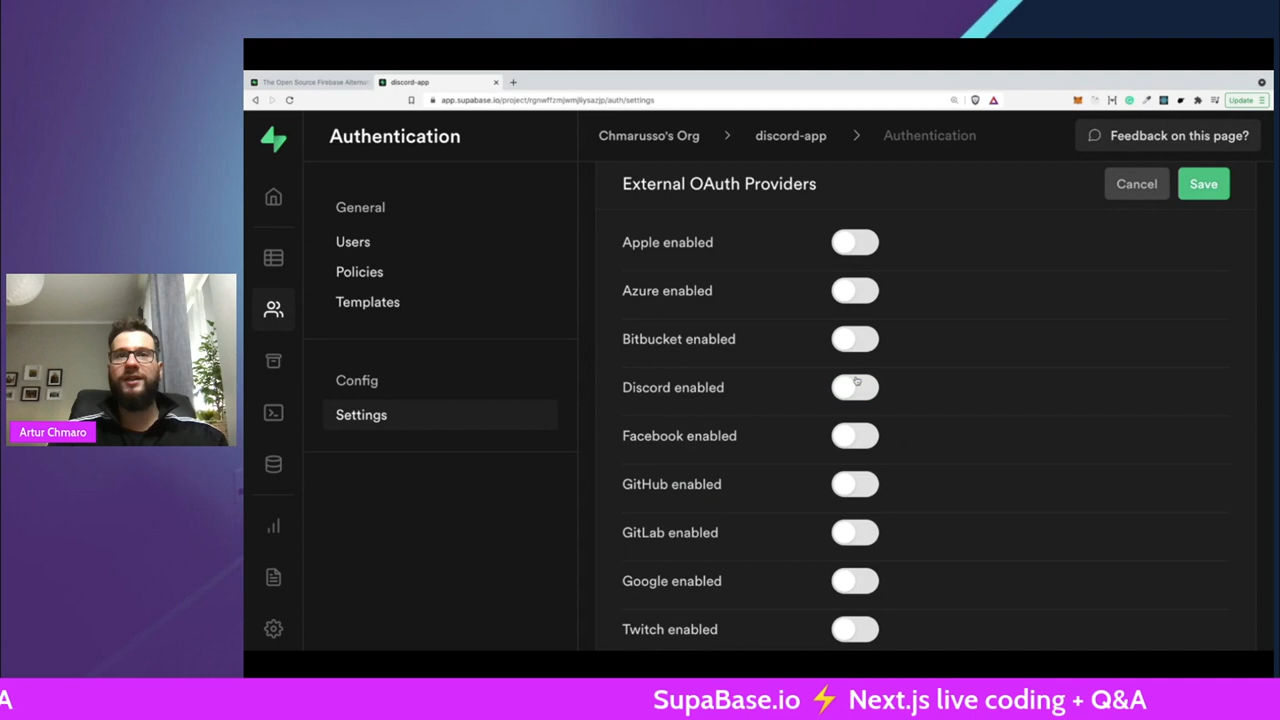 The Open Source Firebase Alterna
discord-app
app.supabase.io/project/rgnwffzmjwmjliysazjp/auth/settings
Update
Authentication
Chmarusso's Org > discord-app > Authentication
Feedback on this page?
General
Users
Policies
Templates
Config
Settings
External OAuth Providers
Cancel
Save
Apple enabled
Azure enabled
Bitbucket enabled
Discord enabled
Facebook enabled
GitHub enabled
GitLab enabled
Google enabled
Twitch enabled
Artur Chmaro
A
SupaBase.io ⚡ Next.js live coding + Q&A